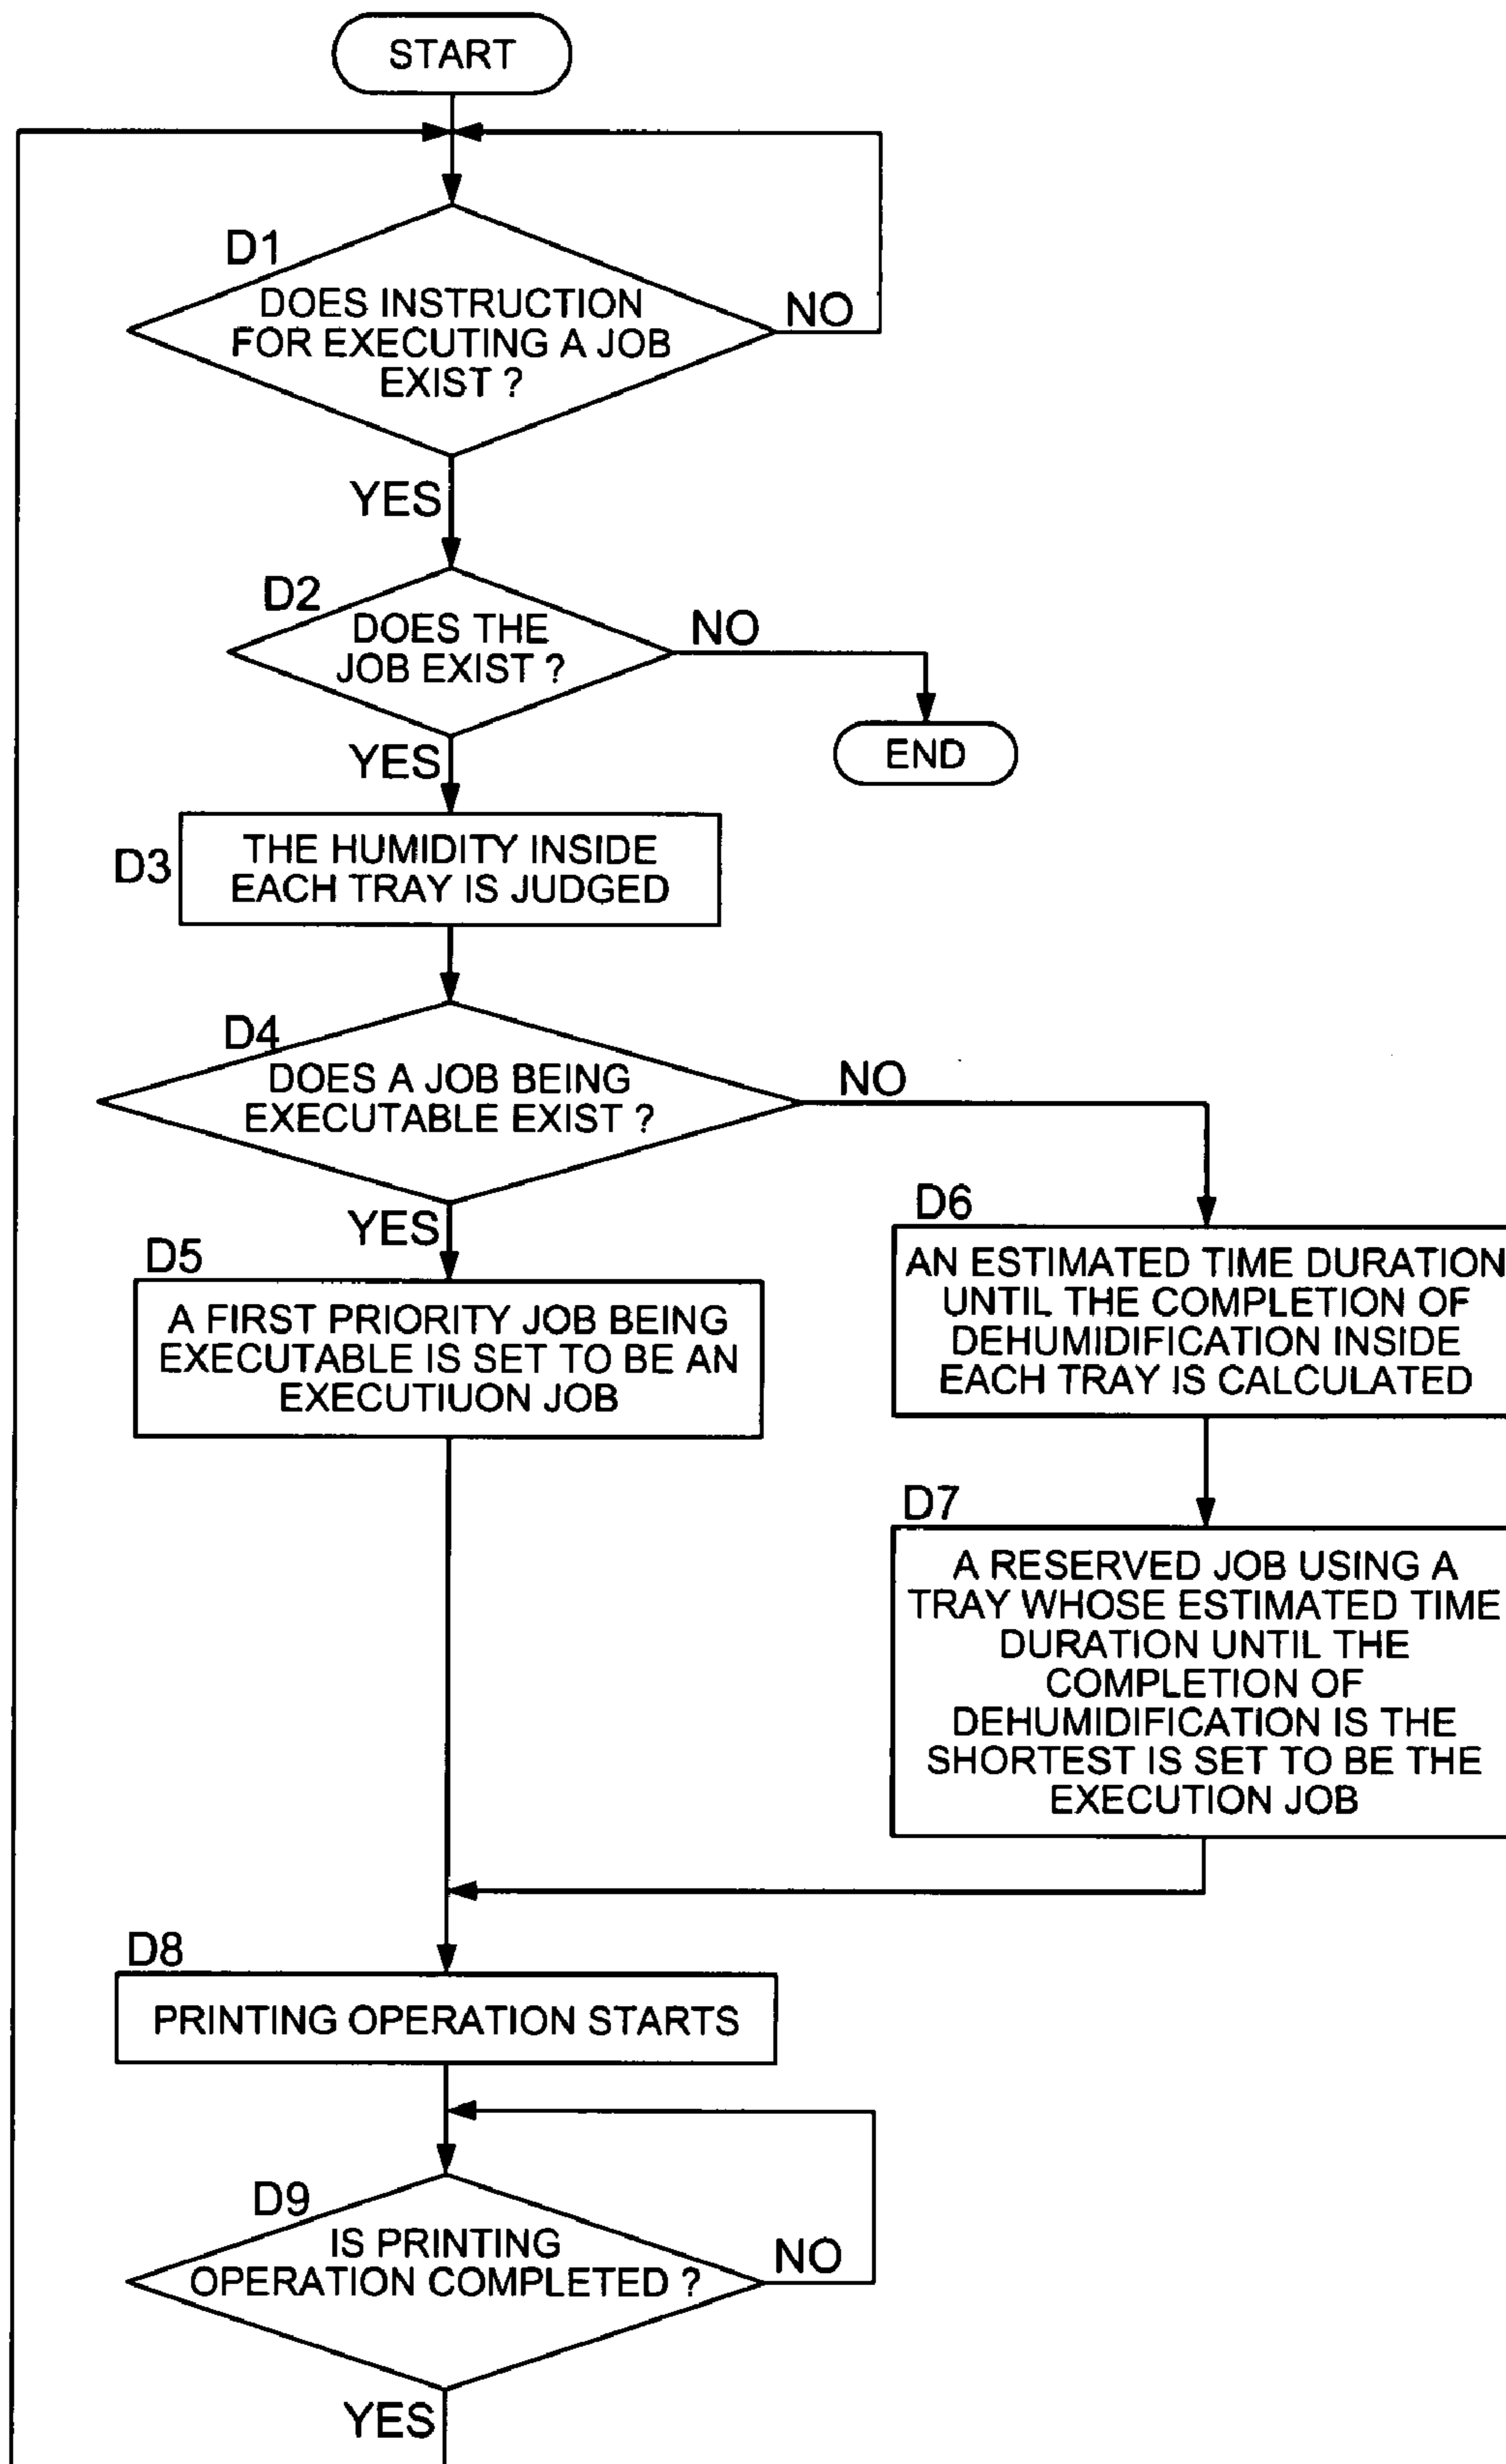 START
D1
DOES INSTRUCTION
FOR EXECUTING A JOB
EXIST ?
NO
YES
D2
DOES THE
JOB EXIST ?
NO
END
YES
D3
THE HUMIDITY INSIDE
EACH TRAY IS JUDGED
D4
DOES A JOB BEING
EXECUTABLE EXIST ?
NO
YES
D5
A FIRST PRIORITY JOB BEING
EXECUTABLE IS SET TO BE AN
EXECUTIUON JOB
D6
AN ESTIMATED TIME DURATION
UNTIL THE COMPLETION OF
DEHUMIDIFICATION INSIDE
EACH TRAY IS CALCULATED
D7
A RESERVED JOB USING A
TRAY WHOSE ESTIMATED TIME
DURATION UNTIL THE
COMPLETION OF
DEHUMIDIFICATION IS THE
SHORTEST IS SET TO BE THE
EXECUTION JOB
D8
PRINTING OPERATION STARTS
D9
IS PRINTING
OPERATION COMPLETED ?
NO
YES